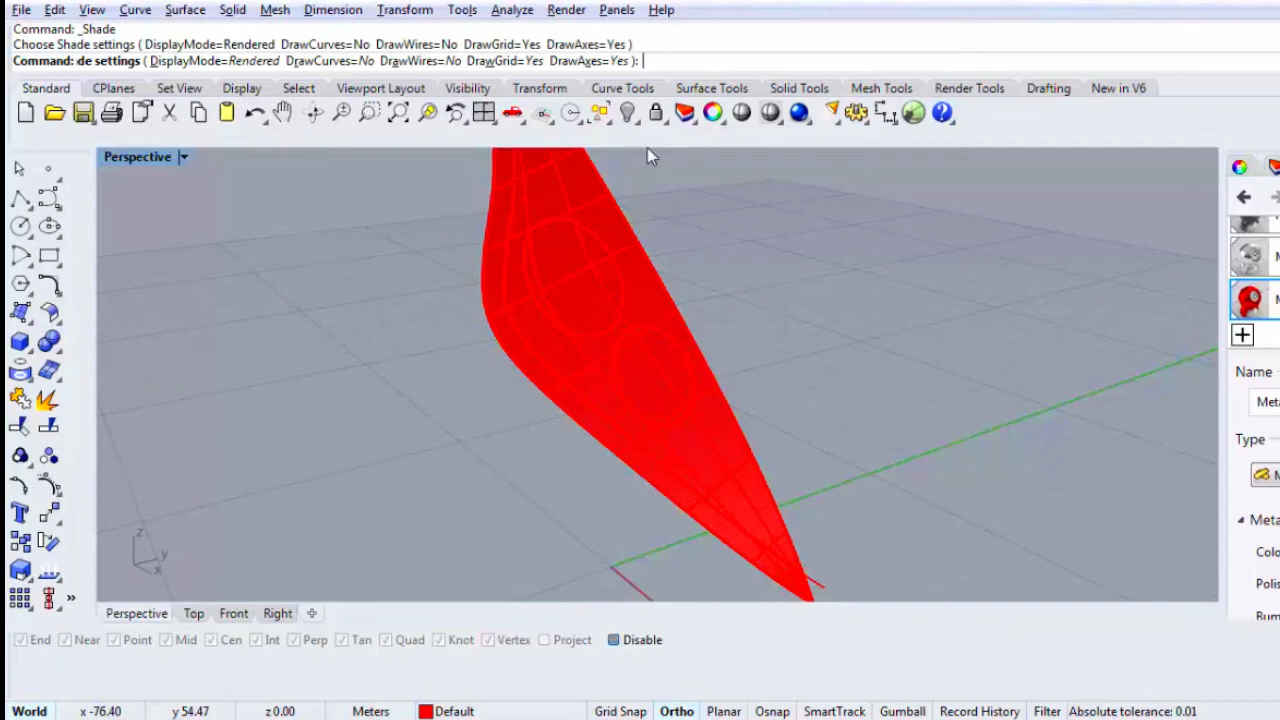 File Edit View Curve Surface Solid Mesh Dimension Transform Tools Analyze Render Panels Help
Command: _Shade
Choose Shade settings ( DisplayMode=Rendered DrawCurves=No DrawWires=No DrawGrid=Yes DrawAxes=Yes )
Command: de settings ( DisplayMode=Rendered DrawCurves=No DrawWires=No DrawGrid=Yes DrawAxes=Yes ):
Standard CPlanes Set View Display Select Viewport Layout Visibility Transform Curve Tools Surface Tools Solid Tools Mesh Tools Render Tools Drafting New in V6
Perspective
M
M
Name
Meta
Type
M
Meta
Colo
Polis
Bum
z
y
x
Perspective Top Front Right
End Near Point Mid Cen Int Perp Tan Quad Knot Vertex Project Disable
World x -76.40 y 54.47 z 0.00 Meters Default Grid Snap Ortho Planar Osnap SmartTrack Gumball Record History Filter Absolute tolerance: 0.01